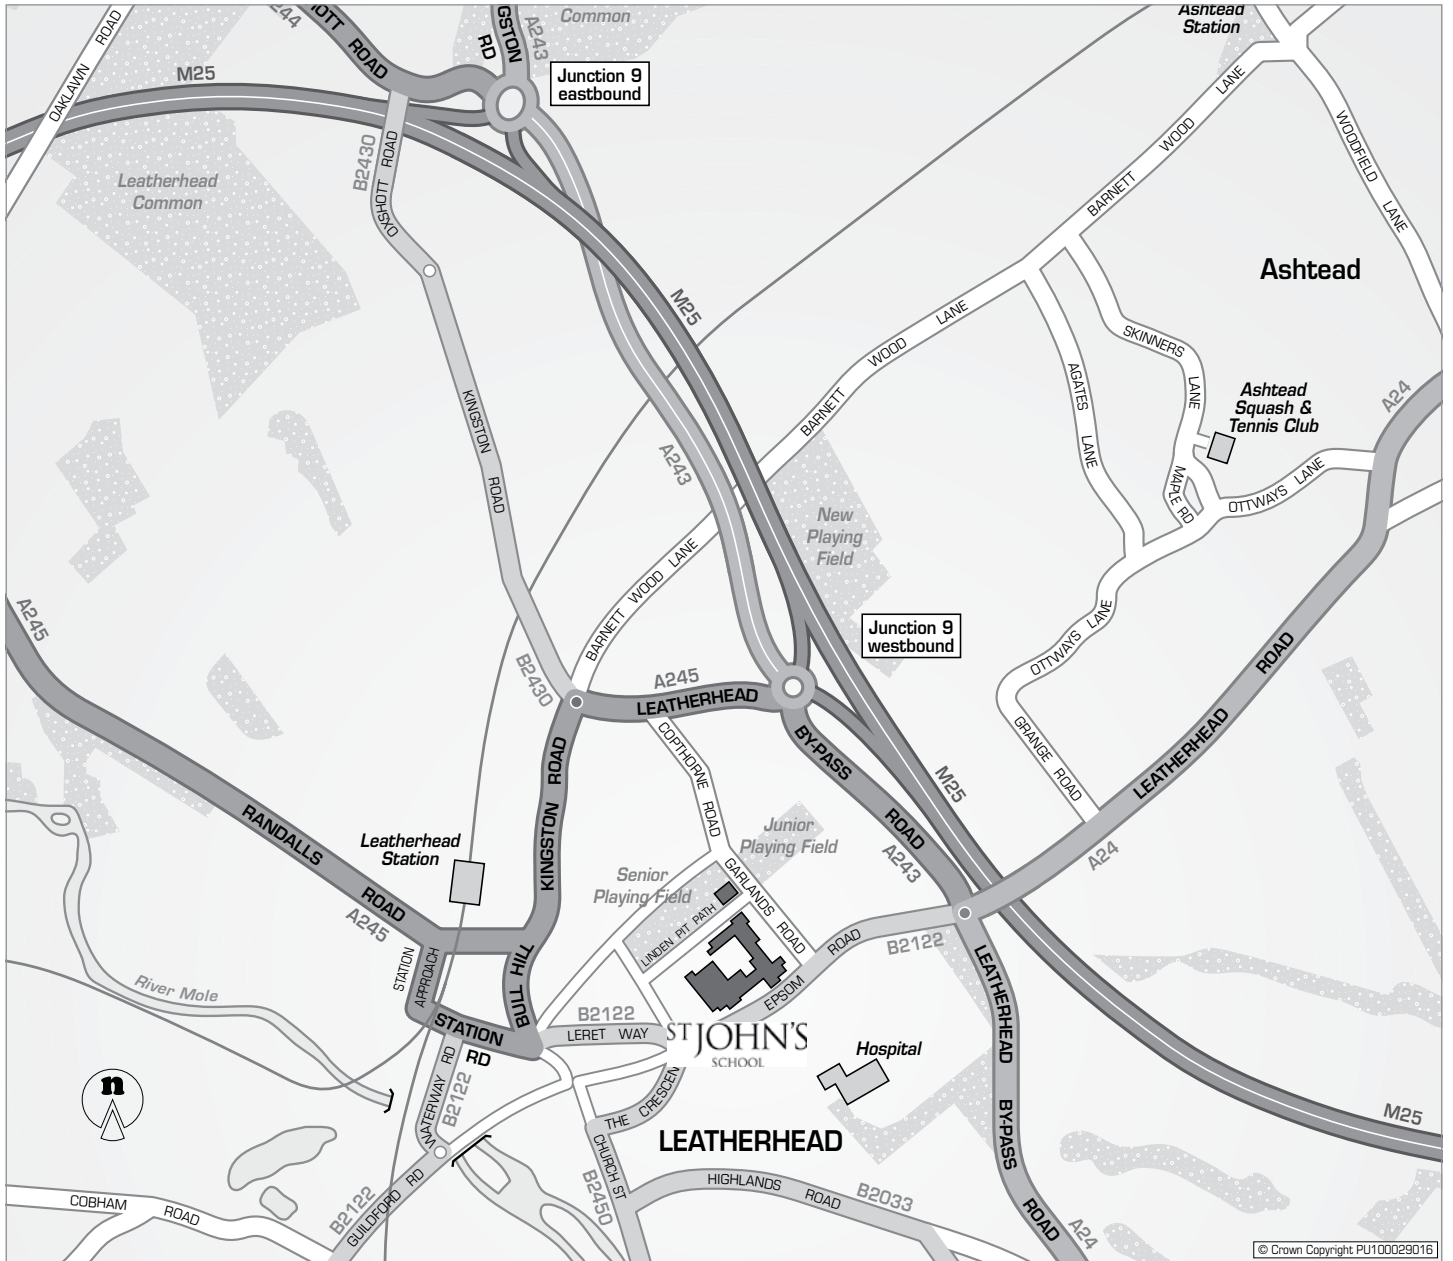 OAKLAWN ROAD
244
OTT ROAD
GSTON
RD
A243
Common
Ashtead
Station
M25
Junction 9
eastbound
LANE
WOOD
BARNETT
WOODFIELD
LANE
B2430
OXSHOTT ROAD
Leatherhead
Common
Ashtead
M25
LANE
WOOD
BARNETT
SKINNERS
LANE
AGATES
LANE
KINGSTON
ROAD
Ashtead
Squash &
Tennis Club
A24
A243
MAPLE RD
OTTWAYS LANE
New
Playing
Field
BARNETT WOOD LANE
A245
OTTWAYS LANE
Junction 9
westbound
B2430
A245
LEATHERHEAD
BY-PASS
ROAD
A243
COPTHORNE
ROAD
GRANGE ROAD
LEATHERHEAD
ROAD
A24
M25
KINGSTON ROAD
RANDALLS
ROAD
A245
Leatherhead
Station
Junior
Playing Field
Senior
Playing Field
GARLANDS
ROAD
LINDEN PIT PATH
EPSOM
ROAD
B2122
BULL HILL
STATION
APPROACH
River Mole
STATION
RD
B2122
LERET WAY
ST JOHN'S
SCHOOL
Hospital
LEATHERHEAD
BY-PASS
ROAD
A24
M25
n
WATERWAY RD
B2122
THE CRESCEN
LEATHERHEAD
CHURCH ST
B2450
HIGHLANDS ROAD
B2033
COBHAM ROAD
B2122
GUILDFORD RD
© Crown Copyright PU100029016